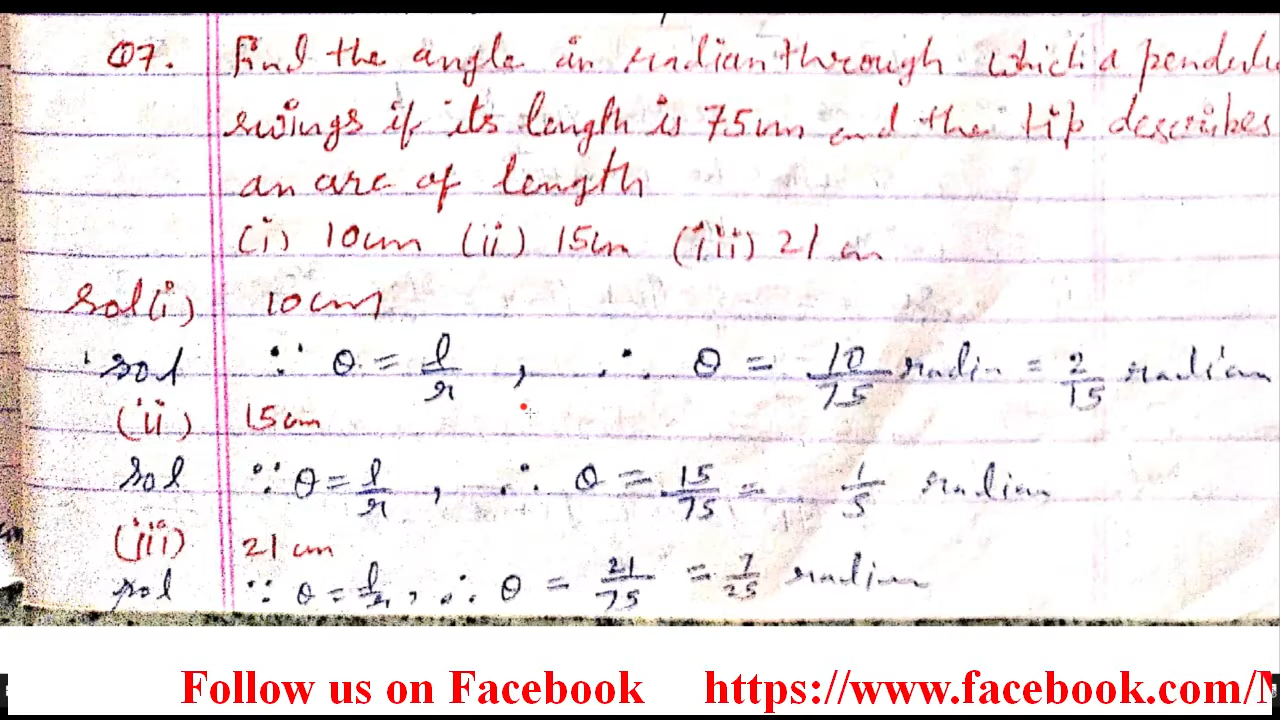 Q7. Find the angle in radian through which a pendulu
swings if its length is 75cm and the tip describes
an arc of length
(i) 10cm (ii) 15cm (iii) 21 cm
sol(i) 10cm
sol ∵ θ = l/r , ∴ θ = 10/75 radin = 2/15 radian
(ii) 15cm
sol ∵ θ = l/r , ∴ θ = 15/75 = 1/5 radian
(iii) 21 cm
sol ∵ θ = l/r , ∴ θ = 21/75 = 7/25 radian
Follow us on Facebook https://www.facebook.com/M